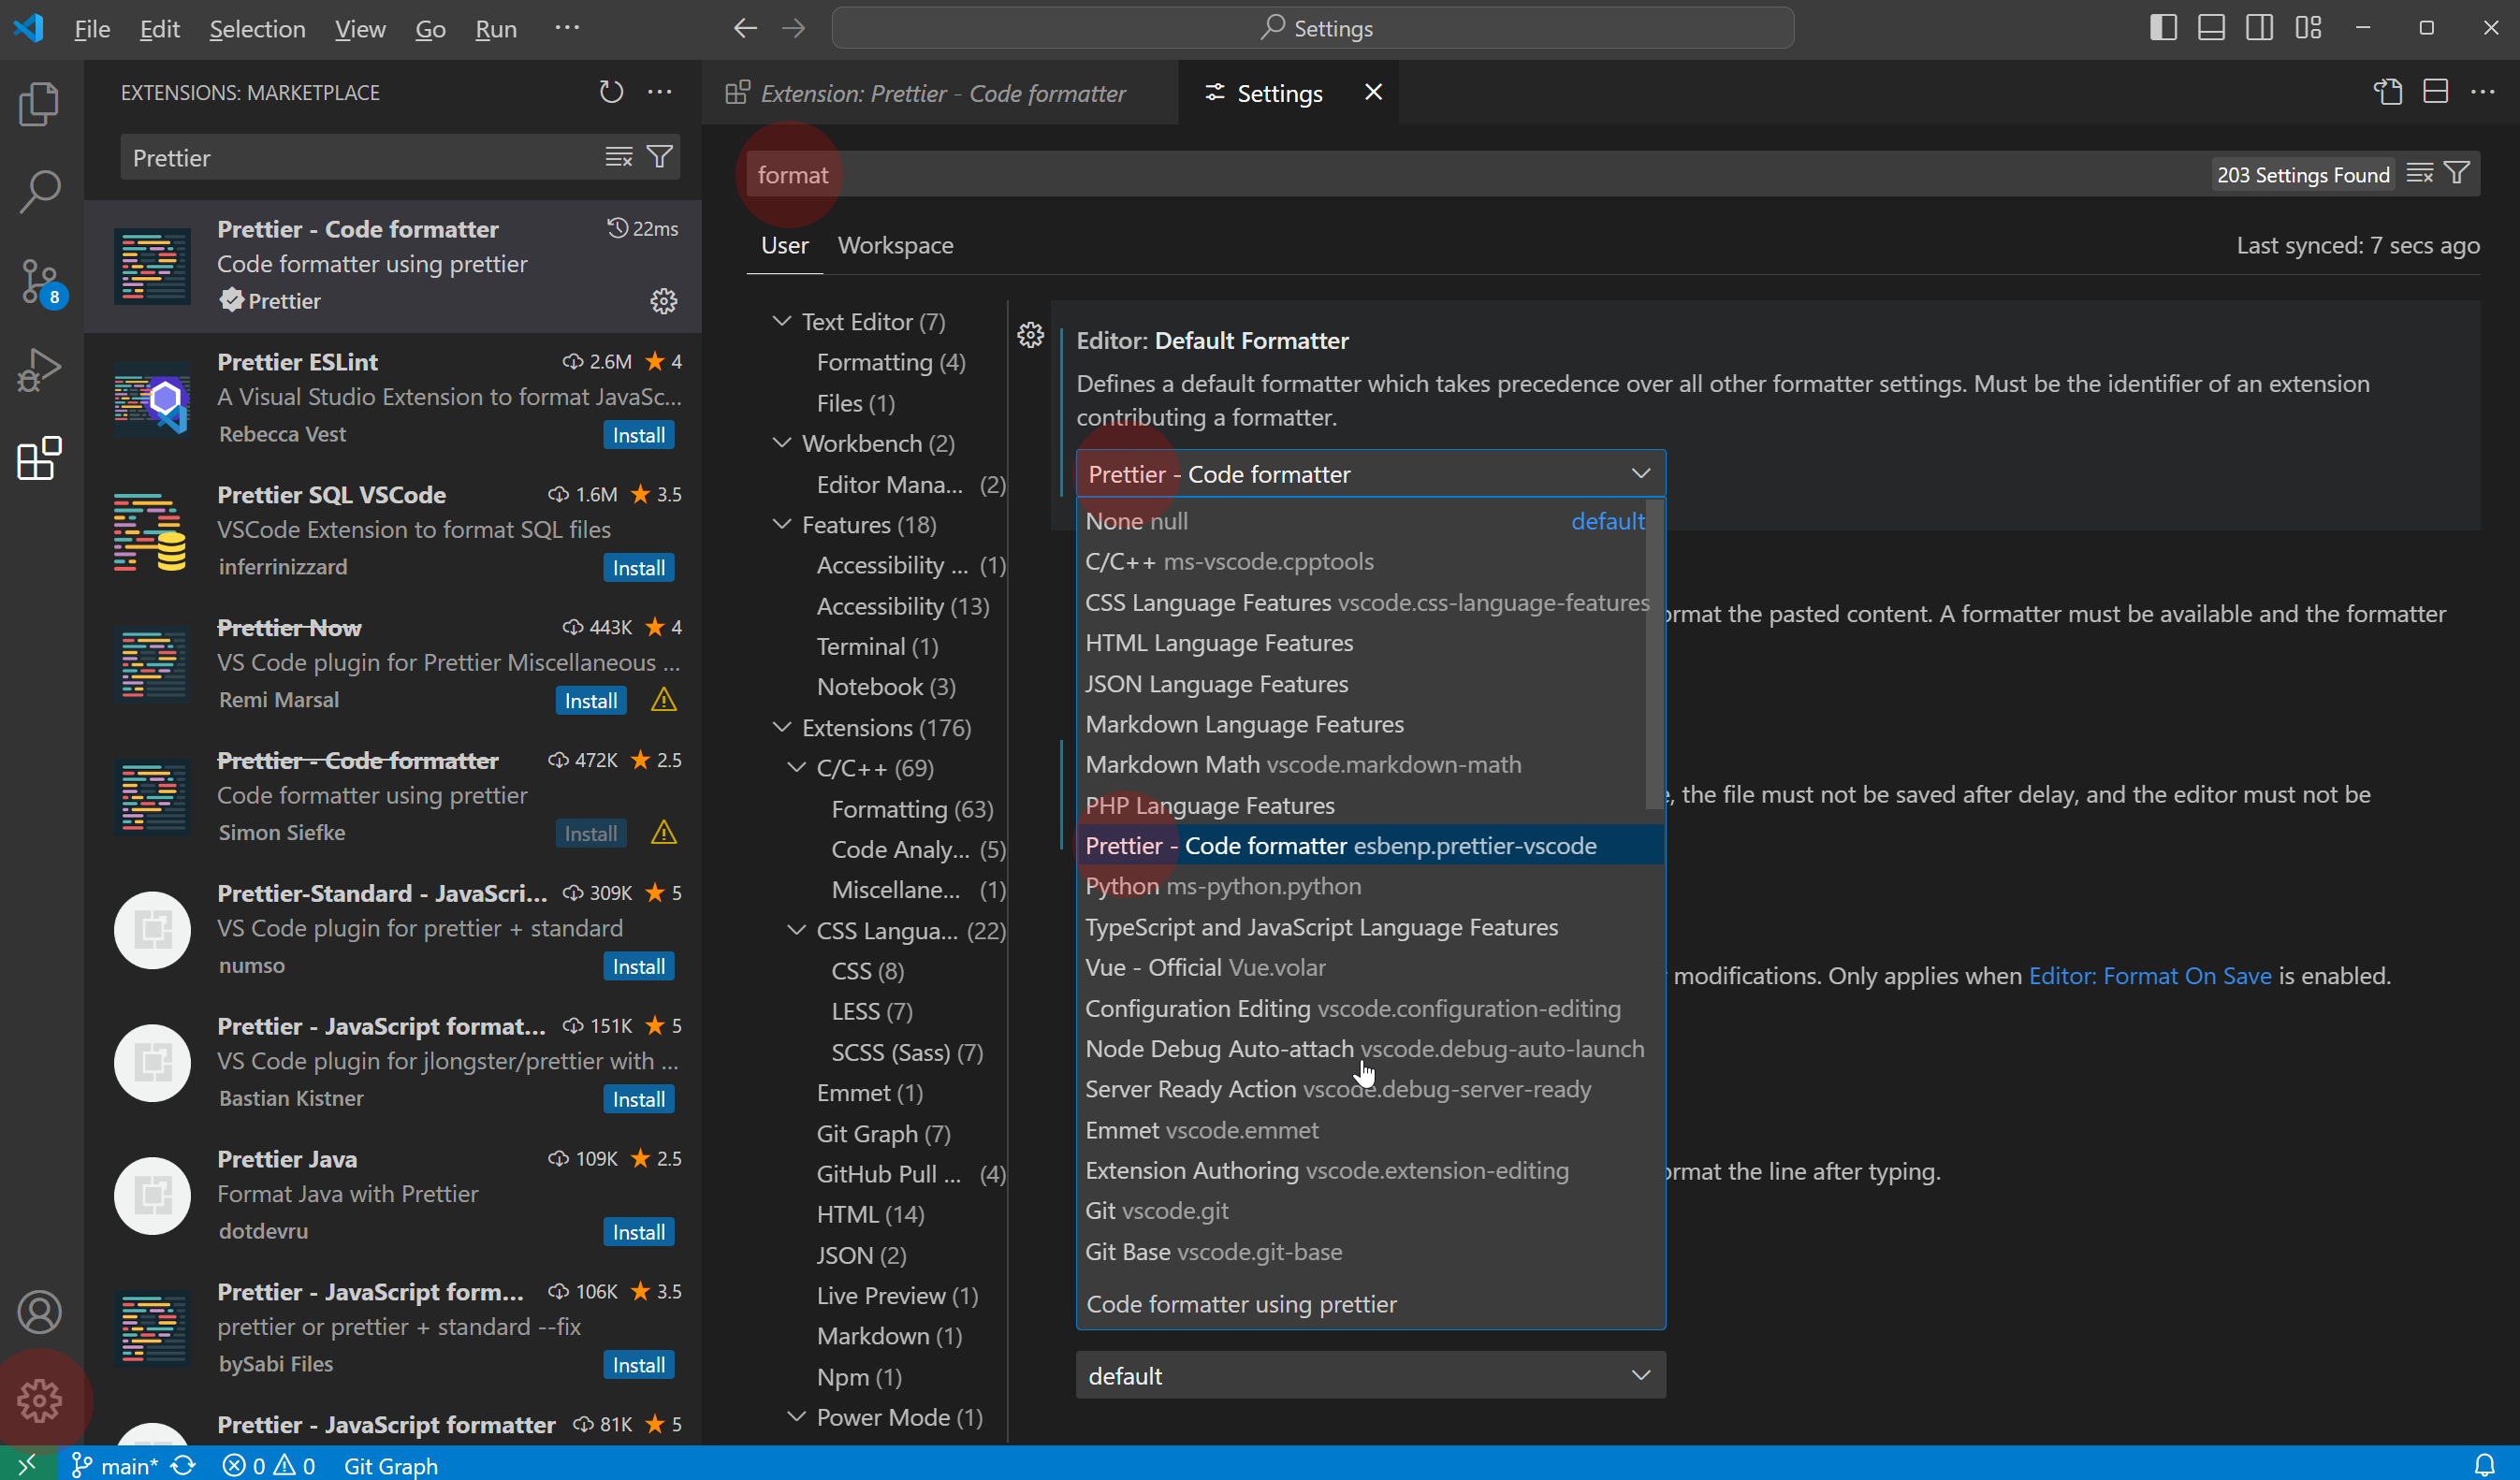 File Edit Selection View Go Run ···
Settings
EXTENSIONS: MARKETPLACE
Prettier
Prettier - Code formatter 22ms
Code formatter using prettier
Prettier
Prettier ESLint 2.6M 4
A Visual Studio Extension to format JavaSc...
Rebecca Vest Install
Prettier SQL VSCode 1.6M 3.5
VSCode Extension to format SQL files
inferrinizzard Install
Prettier Now 443K 4
VS Code plugin for Prettier Miscellaneous ...
Remi Marsal Install
Prettier - Code formatter 472K 2.5
Code formatter using prettier
Simon Siefke Install
Prettier-Standard - JavaScri... 309K 5
VS Code plugin for prettier + standard
numso Install
Prettier - JavaScript format... 151K 5
VS Code plugin for jlongster/prettier with ...
Bastian Kistner Install
Prettier Java 109K 2.5
Format Java with Prettier
dotdevru Install
Prettier - JavaScript form... 106K 3.5
prettier or prettier + standard --fix
bySabi Files Install
Prettier - JavaScript formatter 81K 5
Extension: Prettier - Code formatter
Settings
format 203 Settings Found
User Workspace Last synced: 7 secs ago
Text Editor (7)
Formatting (4)
Files (1)
Workbench (2)
Editor Mana... (2)
Features (18)
Accessibility ... (1)
Accessibility (13)
Terminal (1)
Notebook (3)
Extensions (176)
C/C++ (69)
Formatting (63)
Code Analy... (5)
Miscellane... (1)
CSS Langua... (22)
CSS (8)
LESS (7)
SCSS (Sass) (7)
Emmet (1)
Git Graph (7)
GitHub Pull ... (4)
HTML (14)
JSON (2)
Live Preview (1)
Markdown (1)
Npm (1)
Power Mode (1)
Editor: Default Formatter
Defines a default formatter which takes precedence over all other formatter settings. Must be the identifier of an extension
contributing a formatter.
Prettier - Code formatter
None null default
C/C++ ms-vscode.cpptools
CSS Language Features vscode.css-language-features
HTML Language Features
JSON Language Features
Markdown Language Features
Markdown Math vscode.markdown-math
PHP Language Features
Prettier - Code formatter esbenp.prettier-vscode
Python ms-python.python
TypeScript and JavaScript Language Features
Vue - Official Vue.volar
Configuration Editing vscode.configuration-editing
Node Debug Auto-attach vscode.debug-auto-launch
Server Ready Action vscode.debug-server-ready
Emmet vscode.emmet
Extension Authoring vscode.extension-editing
Git vscode.git
Git Base vscode.git-base
Code formatter using prettier
rmat the pasted content. A formatter must be available and the formatter
, the file must not be saved after delay, and the editor must not be
modifications. Only applies when Editor: Format On Save is enabled.
rmat the line after typing.
default
8
main* 0 0 Git Graph